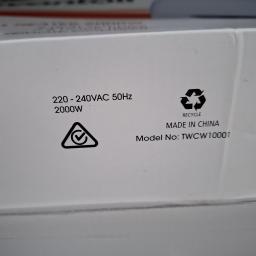 220 - 240VAC 50Hz
2000W
RECYCLE
MADE IN CHINA
Model No: TWCW10001